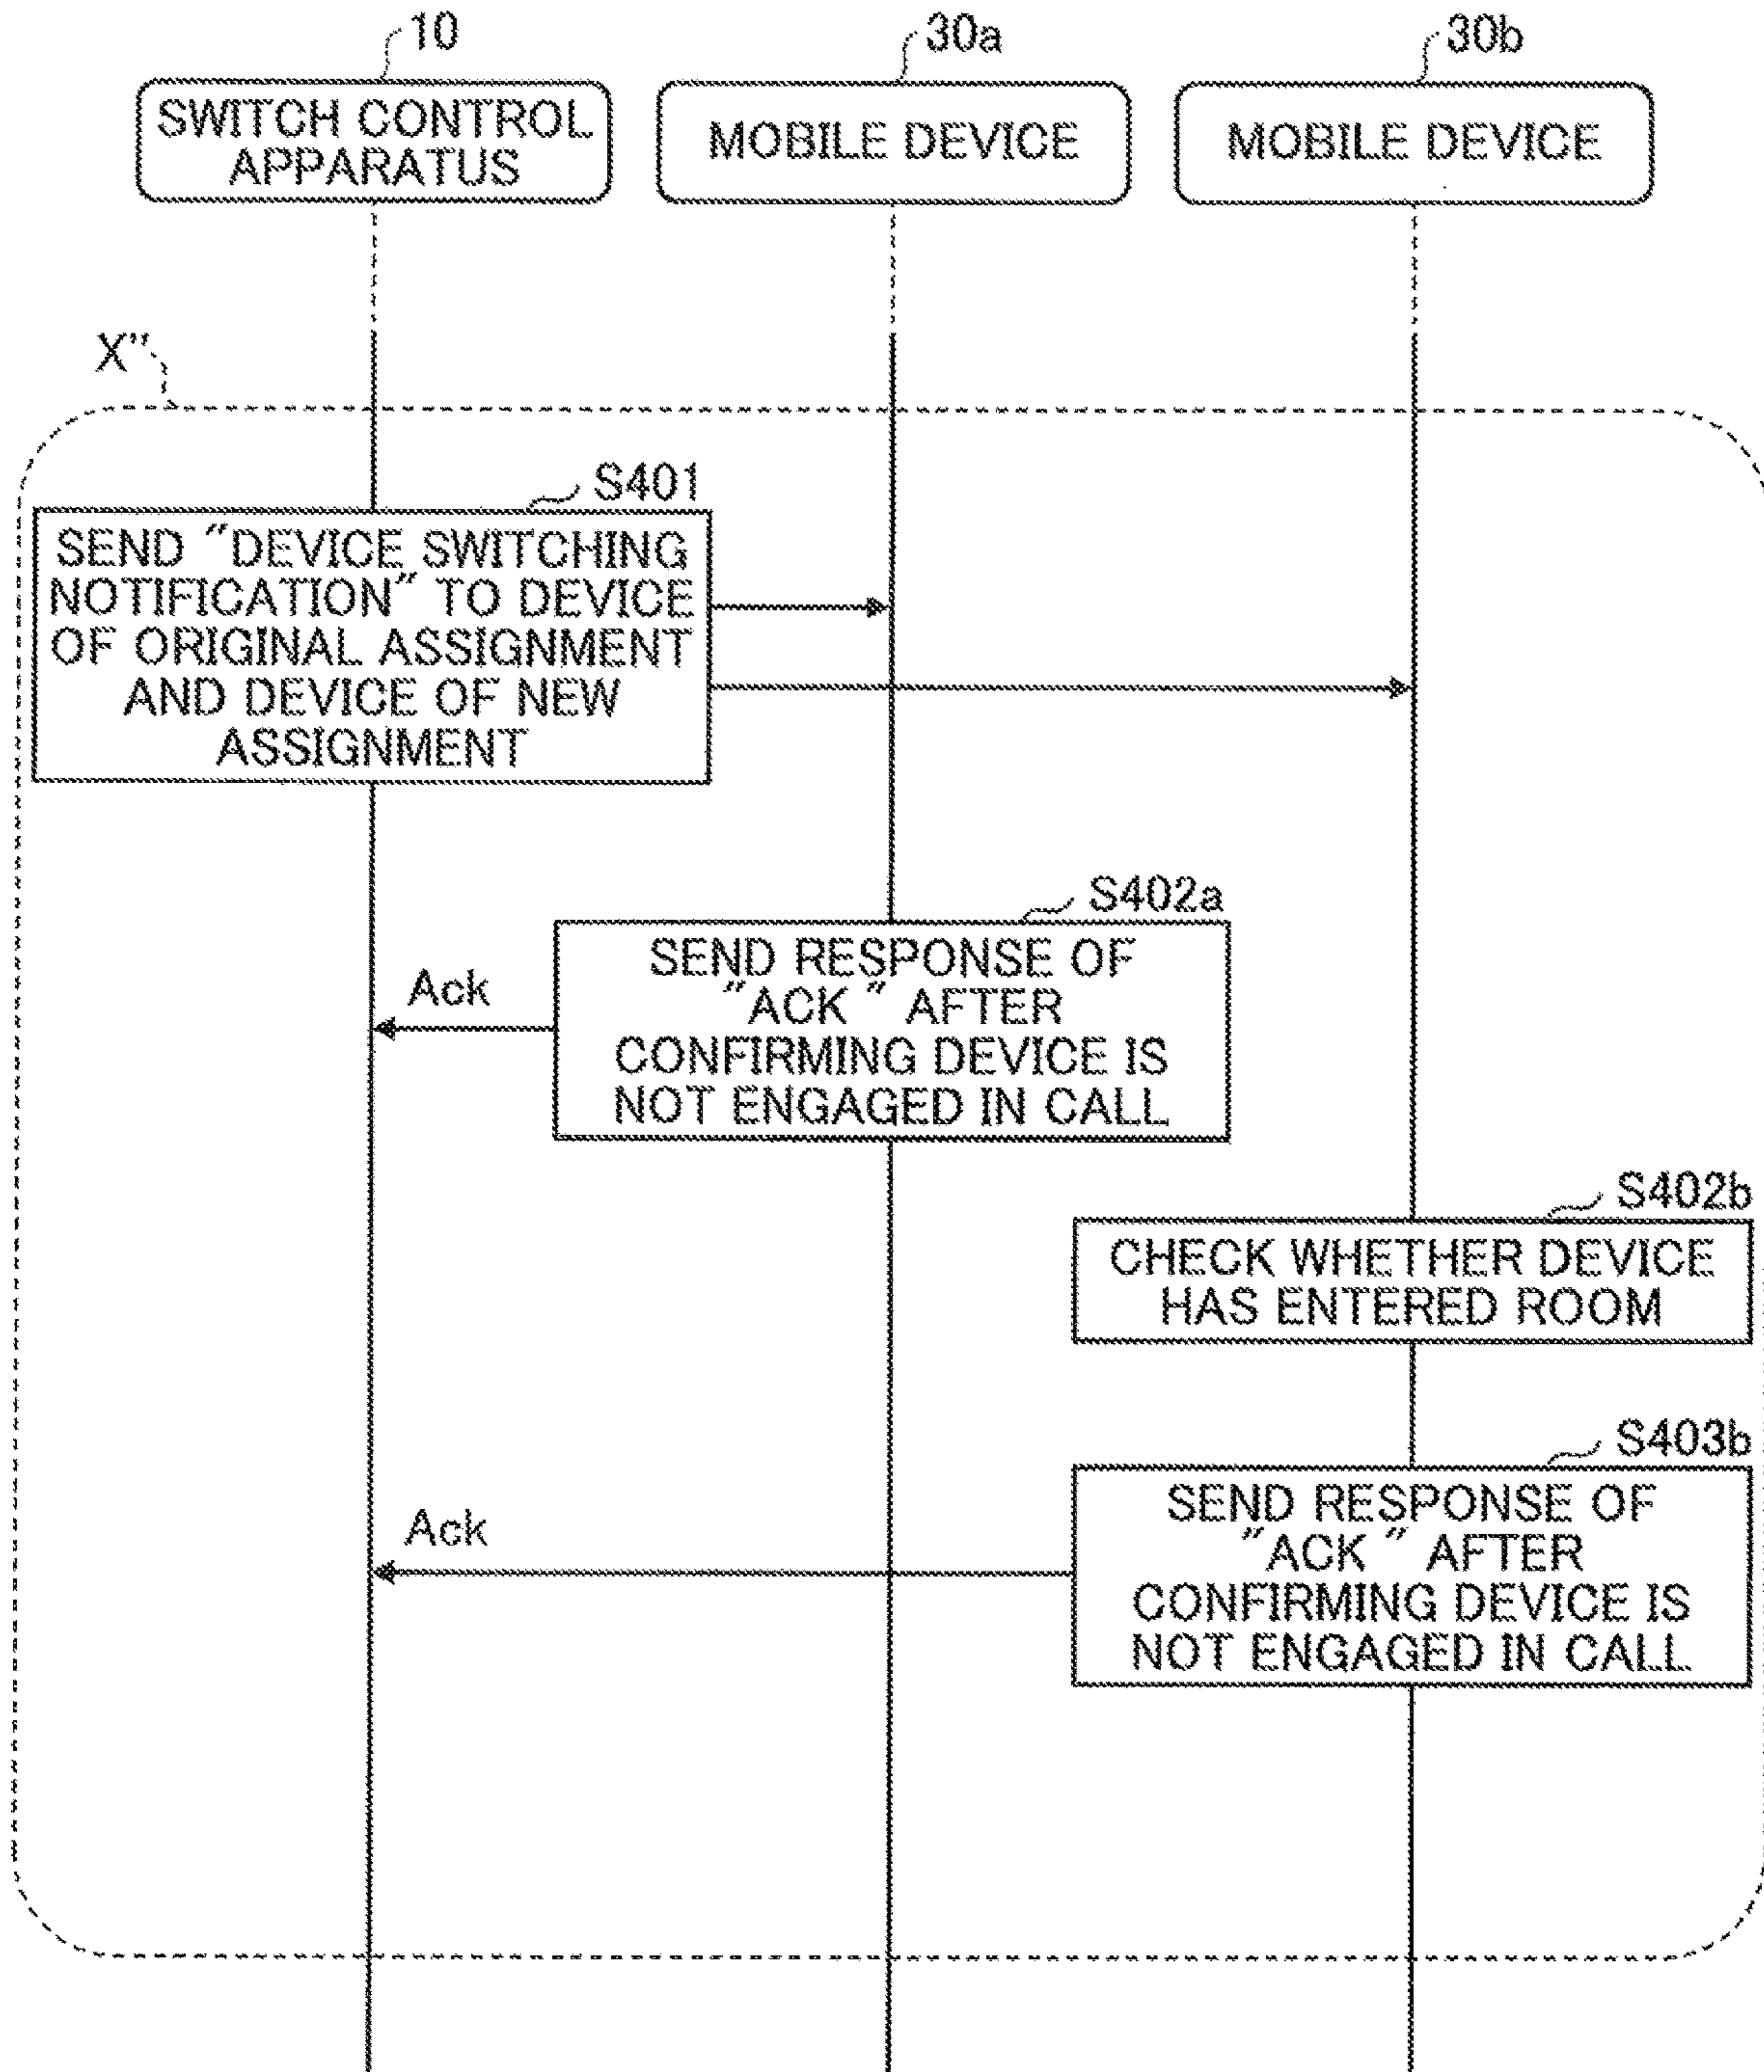 10
30a
30b
SWITCH CONTROL
APPARATUS
MOBILE DEVICE
MOBILE DEVICE
X"
S401
SEND "DEVICE SWITCHING
NOTIFICATION" TO DEVICE
OF ORIGINAL ASSIGNMENT
AND DEVICE OF NEW
ASSIGNMENT
S402a
SEND RESPONSE OF
"ACK " AFTER
CONFIRMING DEVICE IS
NOT ENGAGED IN CALL
Ack
S402b
CHECK WHETHER DEVICE
HAS ENTERED ROOM
S403b
SEND RESPONSE OF
"ACK " AFTER
CONFIRMING DEVICE IS
NOT ENGAGED IN CALL
Ack